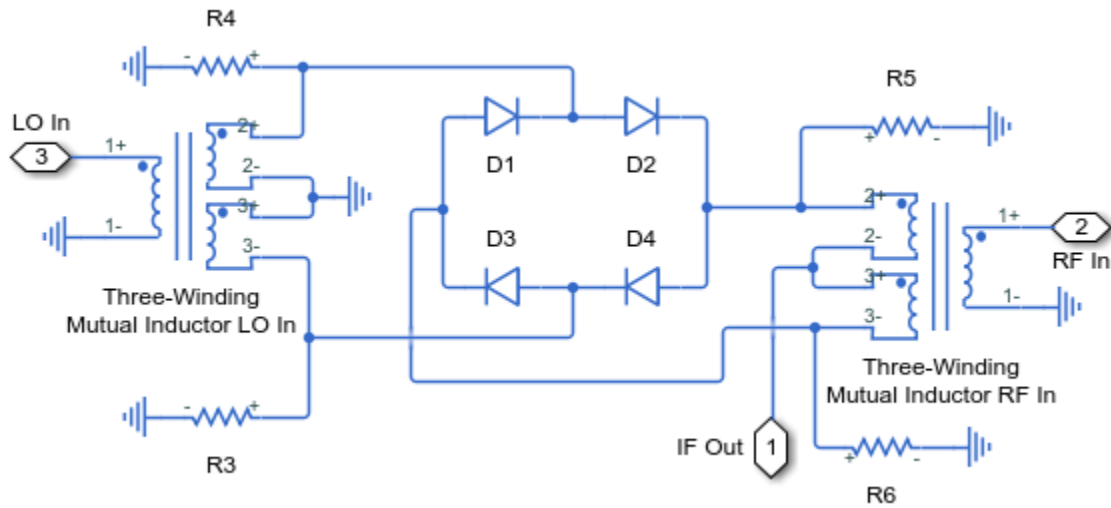 R4
- +
R5
+ -
LO In
3
1+
1-
2+
2-
3+
3-
D1
D2
D3
D4
2+
2-
3+
3-
1+
1-
2
RF In
Three-Winding
Mutual Inductor LO In
Three-Winding
Mutual Inductor RF In
- +
R3
IF Out
1
+ -
R6